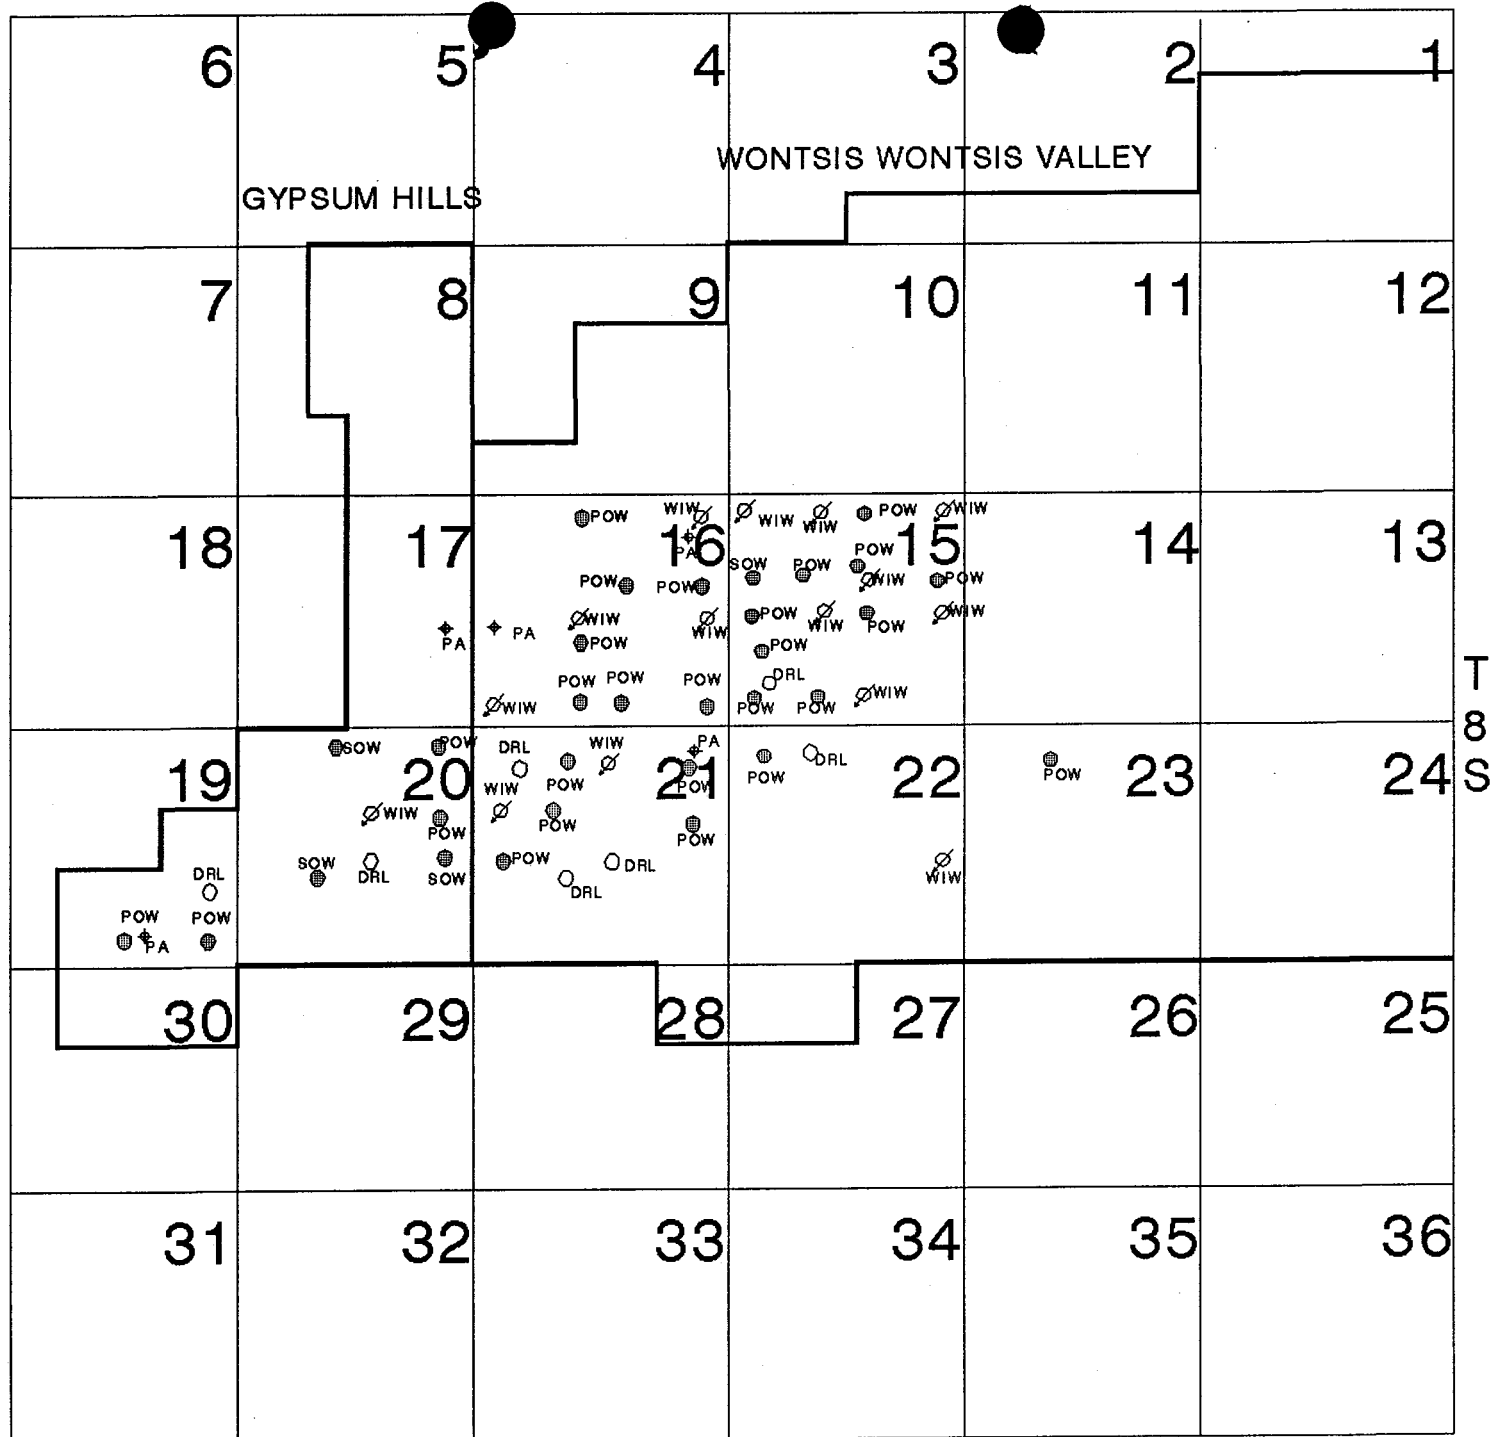 6 5 4 3 2 1
WONTSIS WONTSIS VALLEY
GYPSUM HILLS
7 8 9 10 11 12
POW WIW WIW WIW POW WIW
18 17 16 15 14 13
PA POW
SOW POW
POW POW WIW POW
WIW WIW POW WIW POW WIW
PA PA POW POW
T
POW POW POW DRL
WIW POW POW WIW
8
SOW POW DRL WIW PA
19 20 21 22 23 24
S
WIW POW POW POW DRL POW
WIW POW POW POW
SOW DRL SOW POW DRL DRL WIW
DRL
POW POW
PA
30 29 28 27 26 25
31 32 33 34 35 36